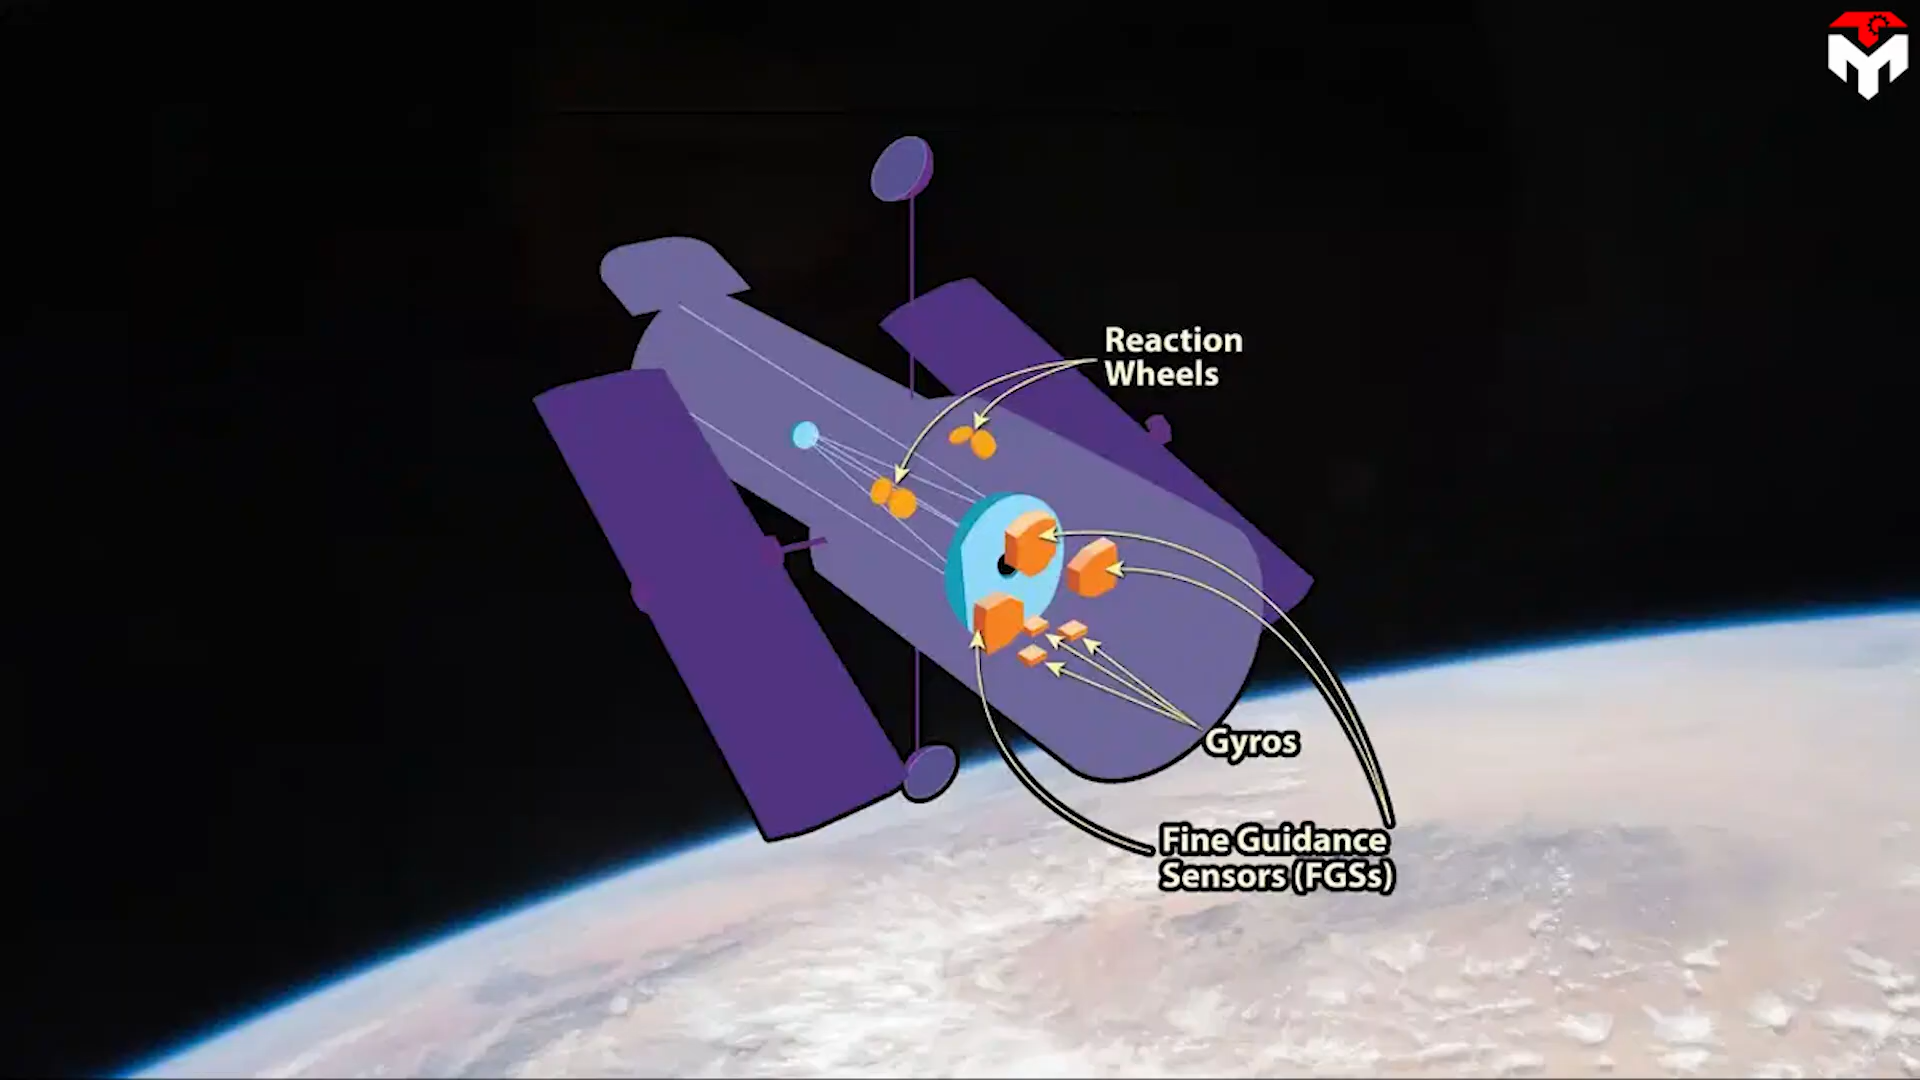 Reaction
Wheels
Gyros
Fine Guidance
Sensors (FGSs)